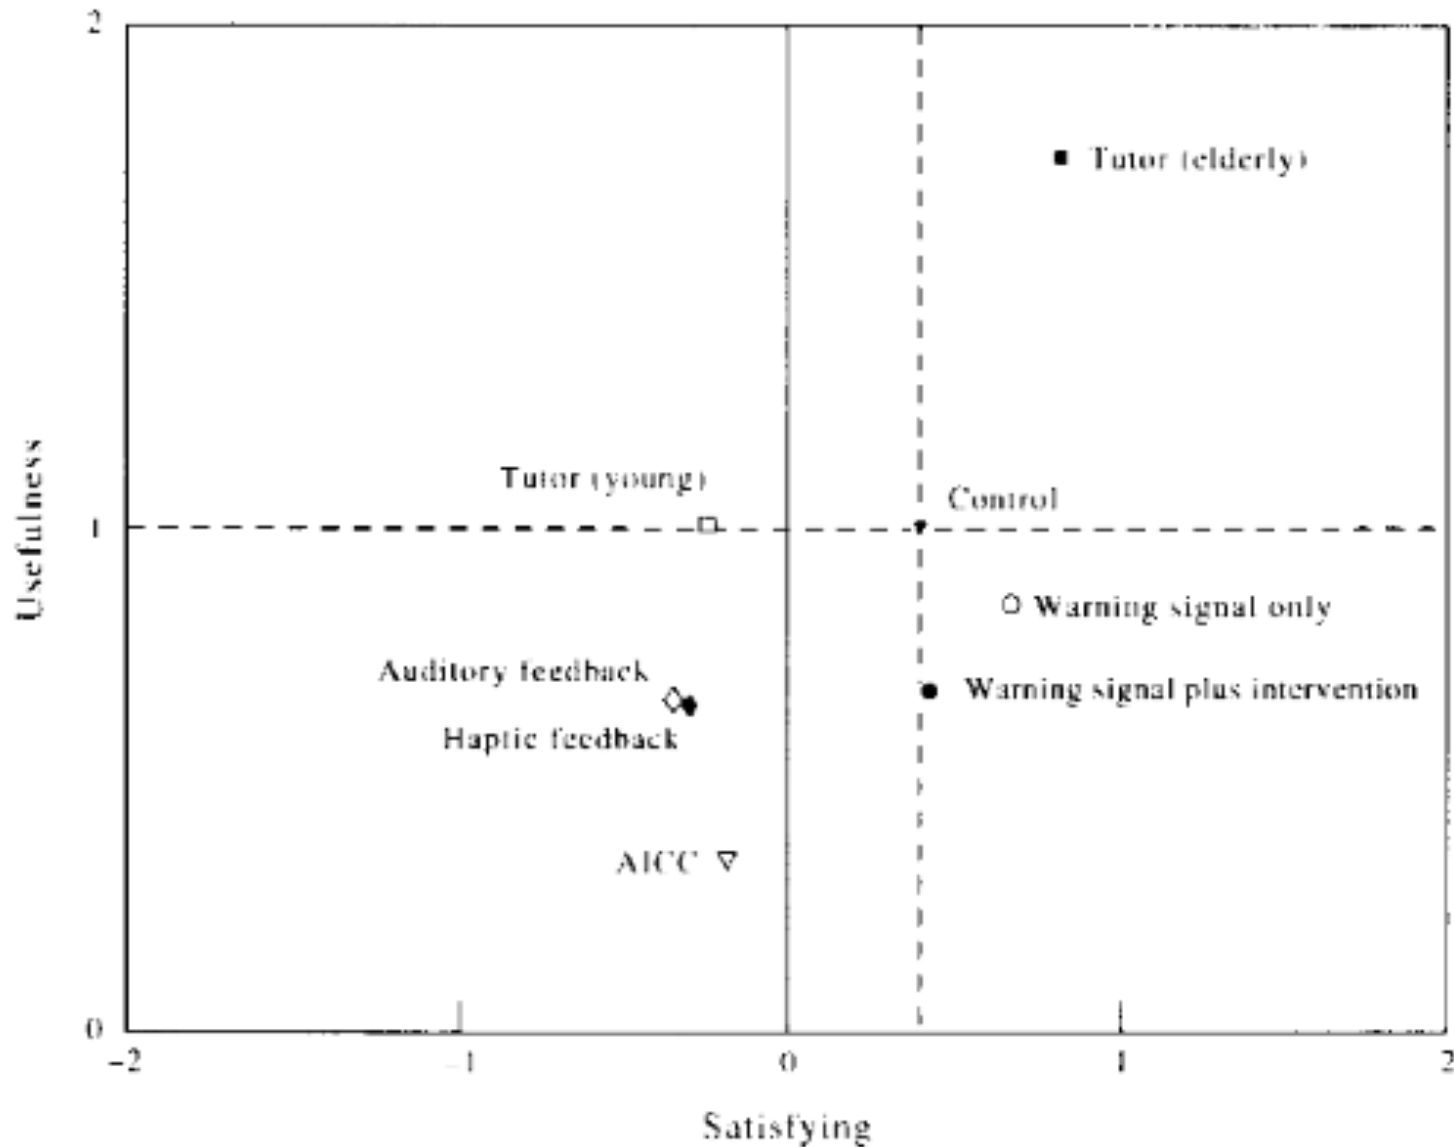 2
Tutor (elderly)
Tutor (young)
Control
Usefulness
1
Warning signal only
Auditory feedback
Warning signal plus intervention
Haptic feedback
AICC
0
-2
-1
0
1
2
Satisfying